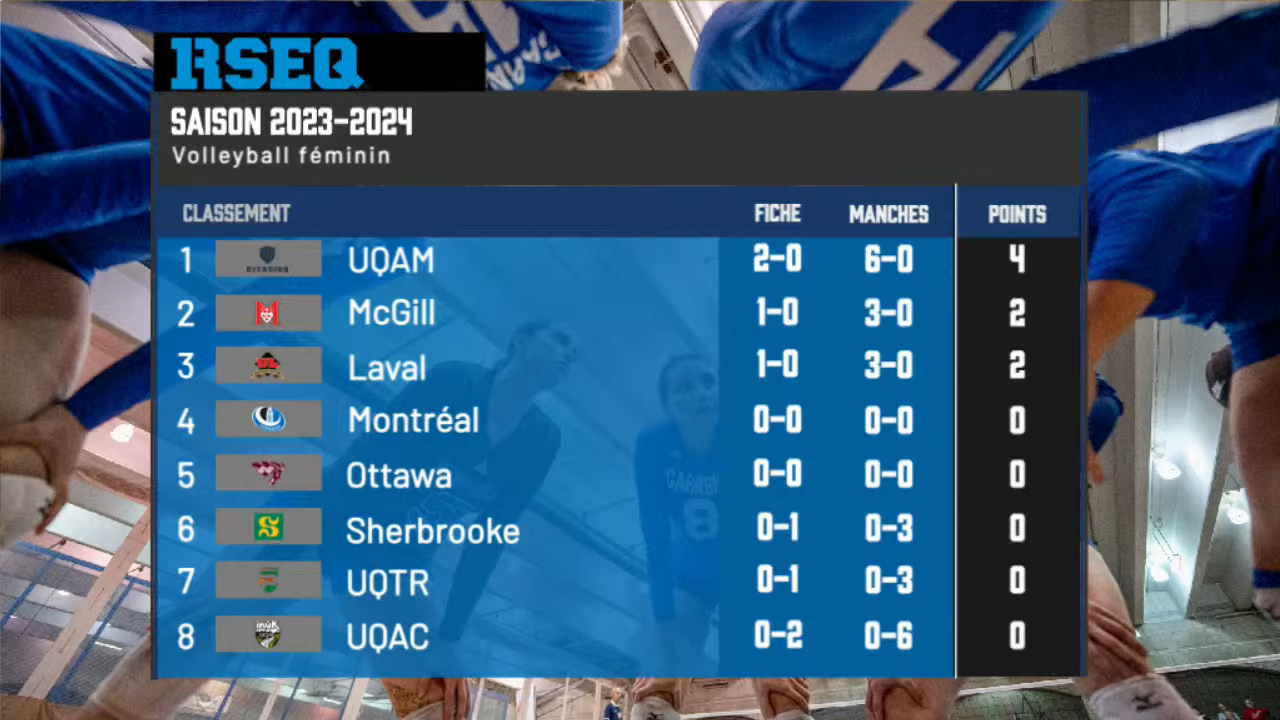 RSEQ
SAISON 2023-2024
Volleyball féminin
CLASSEMENT FICHE MANCHES POINTS
1 UQAM 2-0 6-0 4
2 McGill 1-0 3-0 2
3 Laval 1-0 3-0 2
4 Montréal 0-0 0-0 0
5 Ottawa 0-0 0-0 0
6 Sherbrooke 0-1 0-3 0
7 UQTR 0-1 0-3 0
8 UQAC 0-2 0-6 0